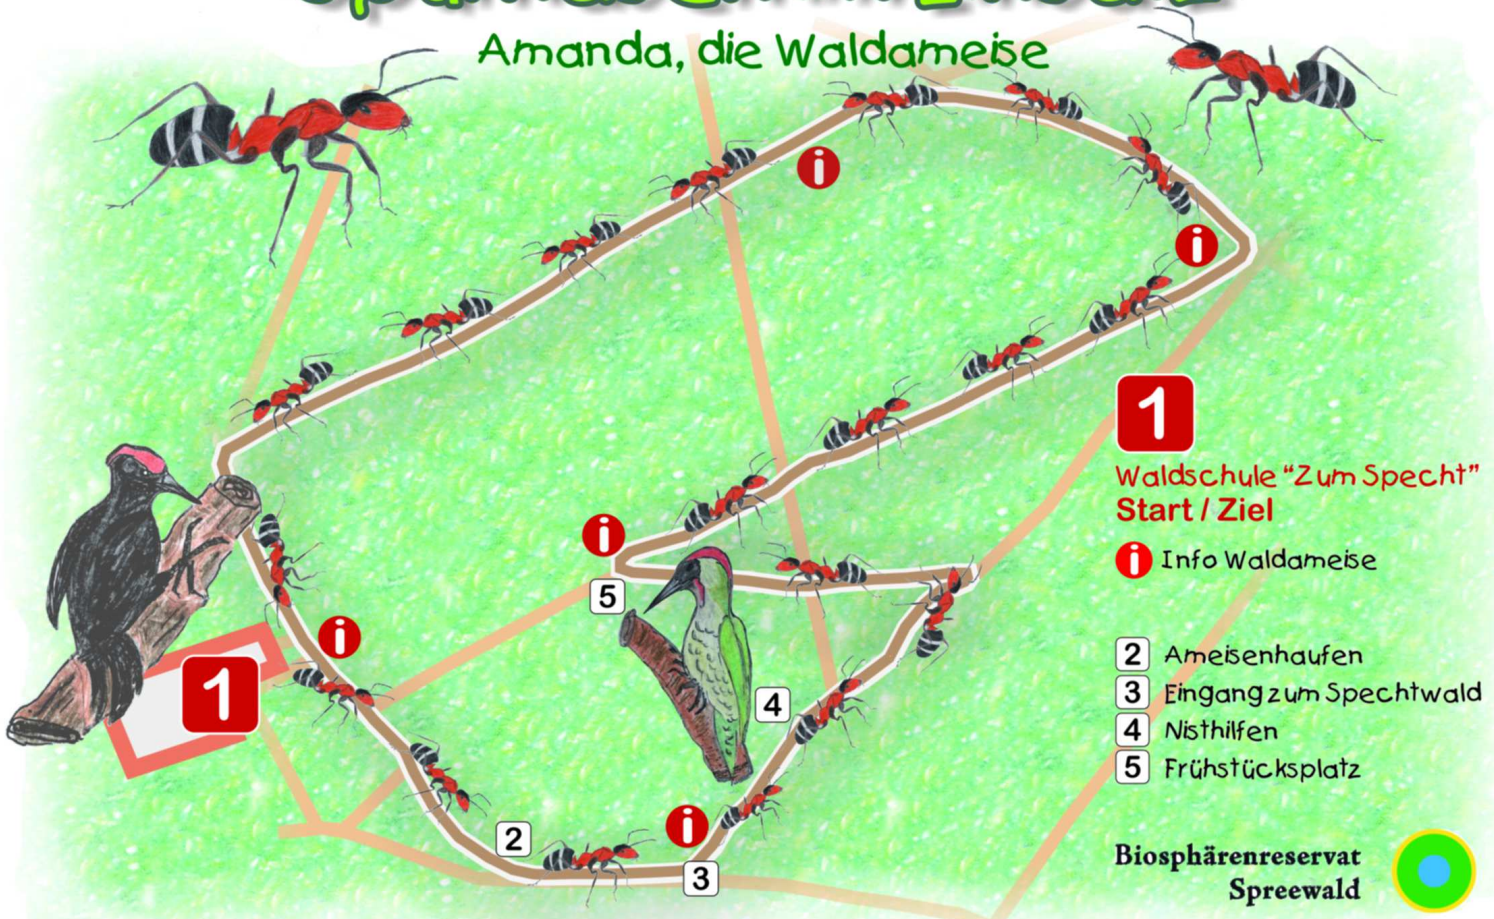 Amanda, die Waldameise
i
i
1
Waldschule "Zum Specht"
Start / Ziel
i Info Waldameise
i
5
i
1
4
2 Ameisenhaufen
3 Eingang zum Spechtwald
4 Nisthilfen
5 Frühstücksplatz
2
i
3
Biosphärenreservat
Spreewald